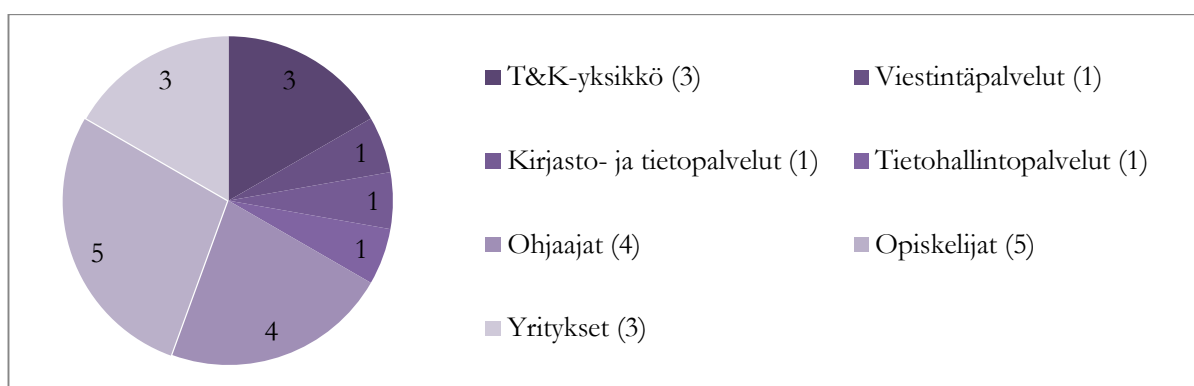 3
3
1
1
1
4
5
T&K-yksikkö (3)
Viestintäpalvelut (1)
Kirjasto- ja tietopalvelut (1)
Tietohallintopalvelut (1)
Ohjaajat (4)
Opiskelijat (5)
Yritykset (3)